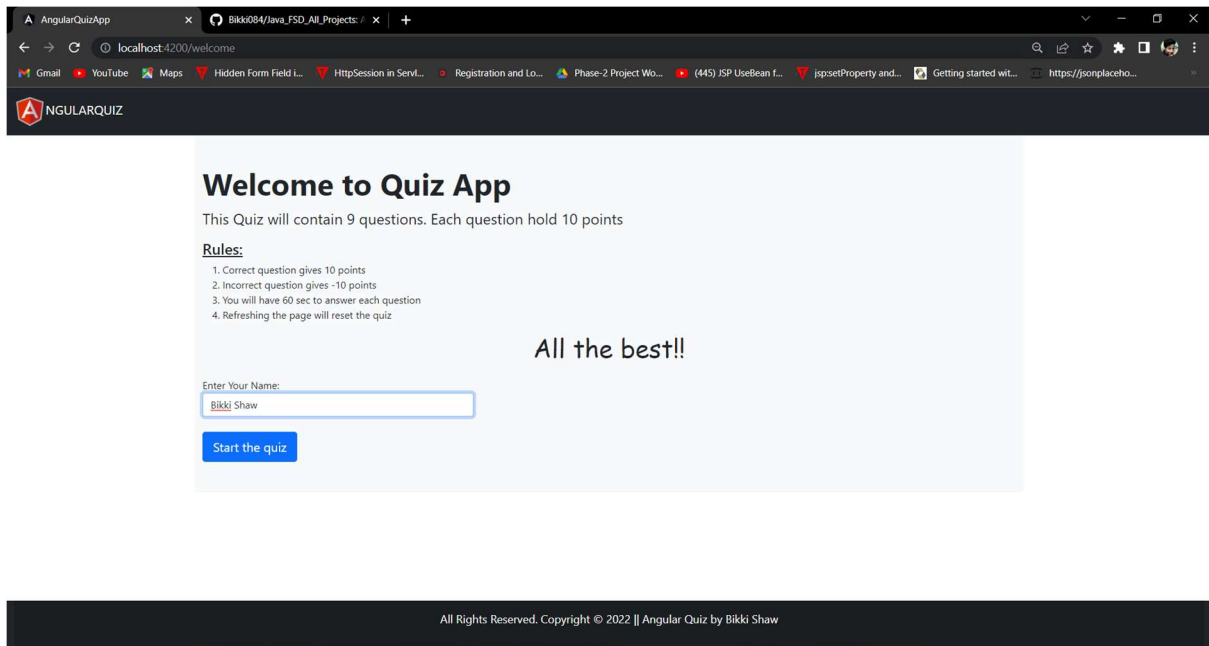 AngularQuizApp
Bikki084/Java_FSD_All_Projects: A
localhost:4200/welcome
Gmail YouTube Maps Hidden Form Field i... HttpSession in Servl... Registration and Lo... Phase-2 Project Wo... (445) JSP UseBean f... jsp:setProperty and... Getting started wit... https://jsonplaceho...
NGULARQUIZ
Welcome to Quiz App
This Quiz will contain 9 questions. Each question hold 10 points
Rules:
1. Correct question gives 10 points
2. Incorrect question gives -10 points
3. You will have 60 sec to answer each question
4. Refreshing the page will reset the quiz
All the best!!
Enter Your Name:
Bikki Shaw
Start the quiz
All Rights Reserved. Copyright © 2022 || Angular Quiz by Bikki Shaw